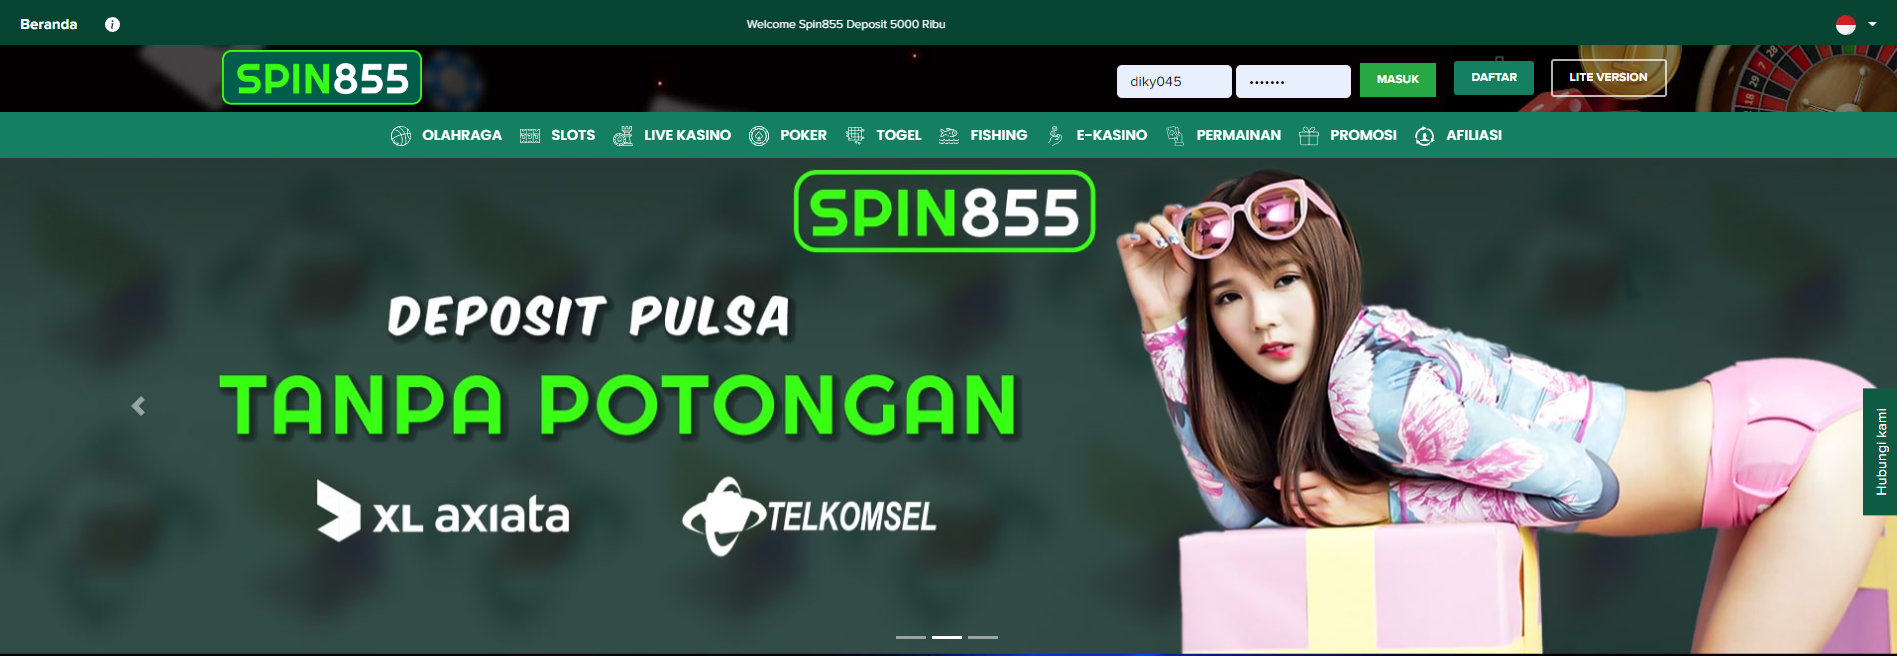 Beranda
Welcome Spin855 Deposit 5000 Ribu
SPIN855
diky045
•••••••
MASUK
DAFTAR
LITE VERSION
OLAHRAGA
SLOTS
LIVE KASINO
POKER
TOGEL
FISHING
E-KASINO
PERMAINAN
PROMOSI
AFILIASI
SPIN855
DEPOSIT PULSA
TANPA POTONGAN
XL axiata
TELKOMSEL
Hubungi kami